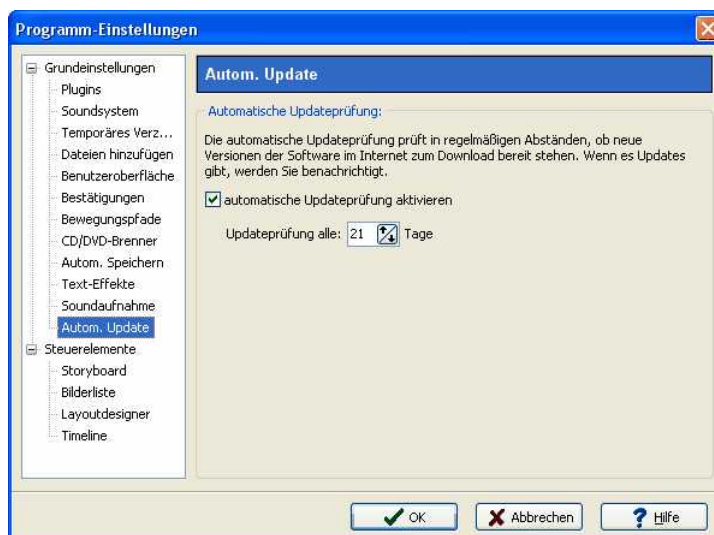 Programm-Einstellungen
Grundeinstellungen
Plugins
Soundsystem
Temporäres Verz...
Dateien hinzufügen
Benutzeroberfläche
Bestätigungen
Bewegungspfade
CD/DVD-Brenner
Autom. Speichern
Text-Effekte
Soundaufnahme
Autom. Update
Steuerelemente
Storyboard
Bilderliste
Layoutdesigner
Timeline
Autom. Update
Automatische Updateprüfung:
Die automatische Updateprüfung prüft in regelmäßigen Abständen, ob neue
Versionen der Software im Internet zum Download bereit stehen. Wenn es Updates
gibt, werden Sie benachrichtigt.
automatische Updateprüfung aktivieren
Updateprüfung alle: 21 Tage
OK
Abbrechen
Hilfe